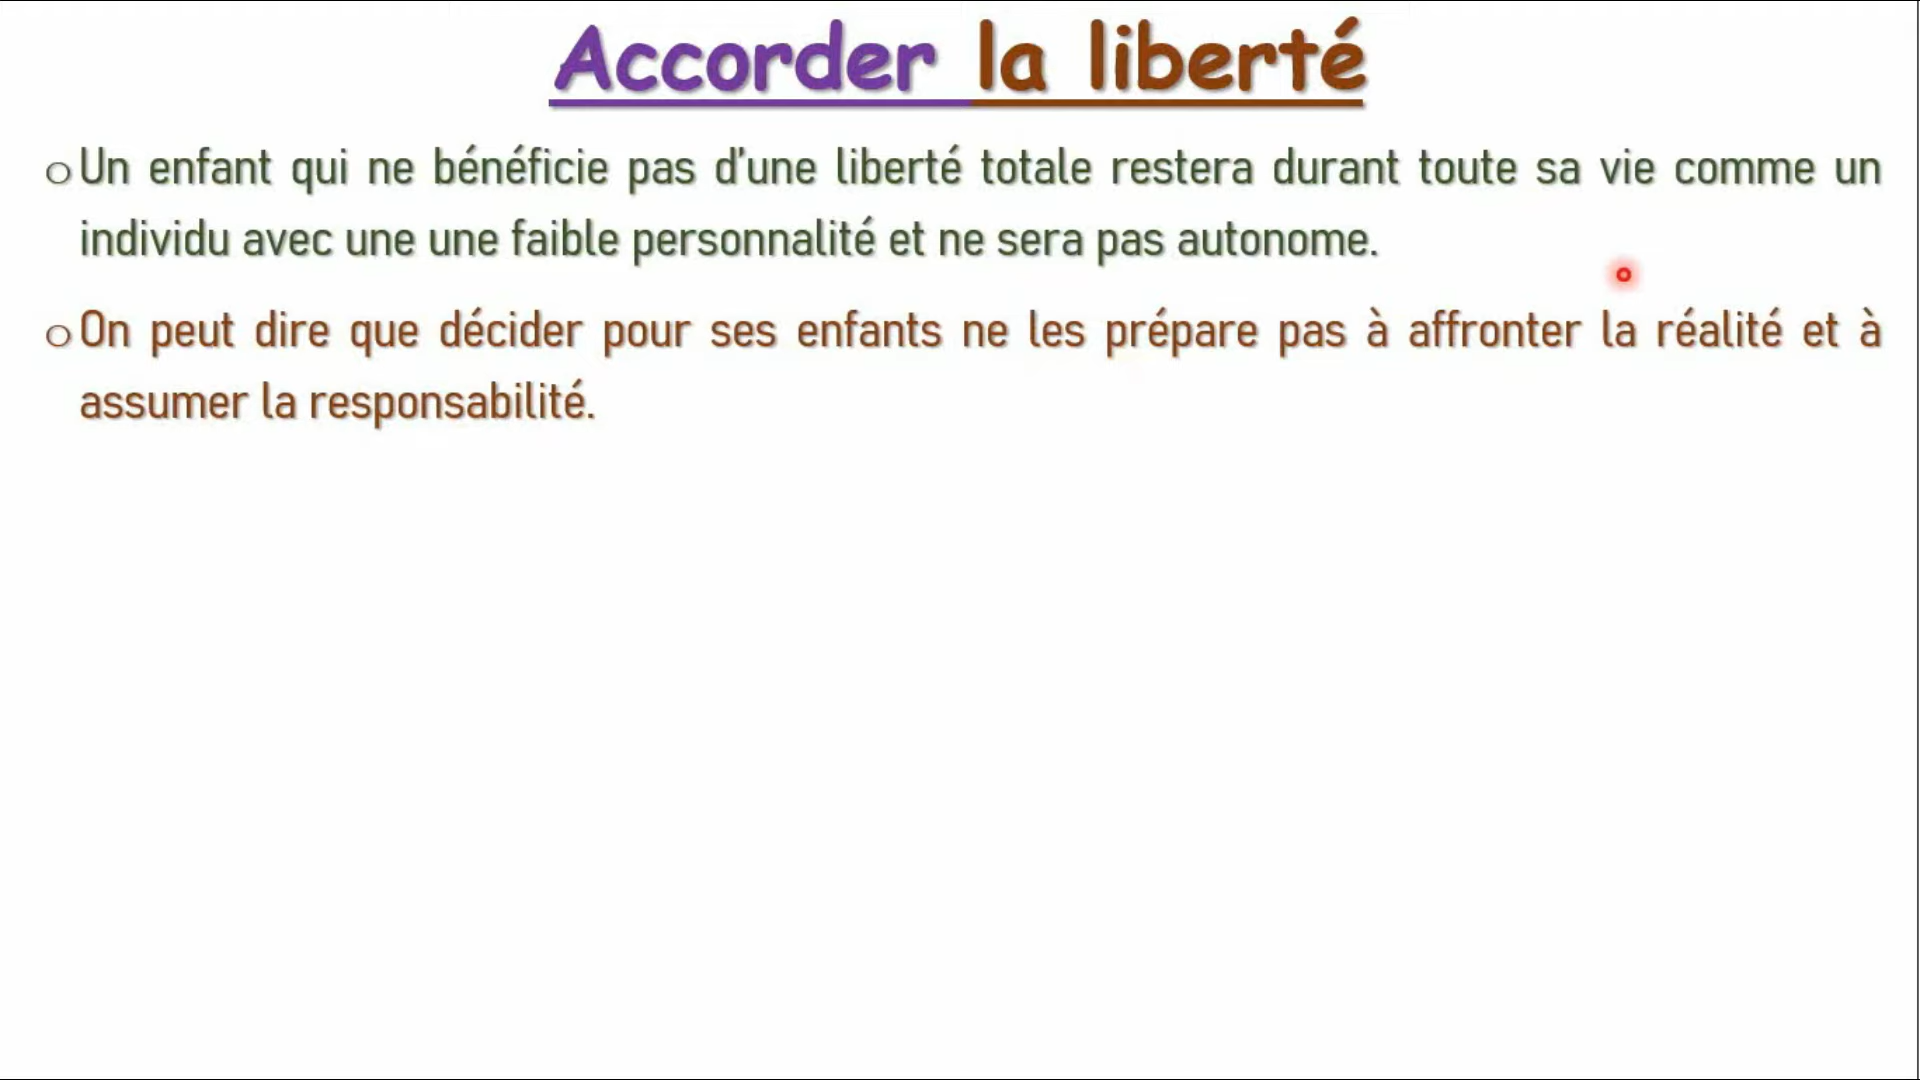 Accorder la liberté
o Un enfant qui ne bénéficie pas d'une liberté totale restera durant toute sa vie comme un
individu avec une une faible personnalité et ne sera pas autonome.
o On peut dire que décider pour ses enfants ne les prépare pas à affronter la réalité et à
assumer la responsabilité.